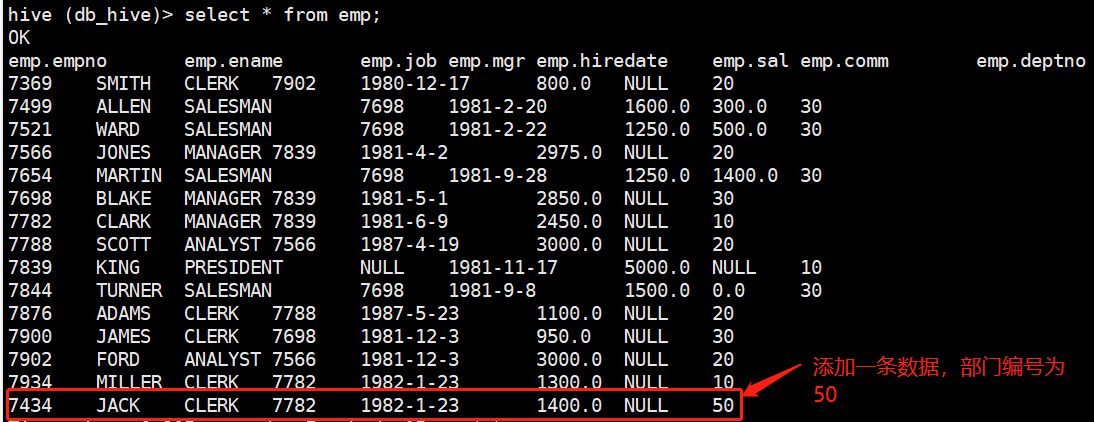 hive (db_hive)> select * from emp;
OK
emp.empno emp.ename emp.job emp.mgr emp.hiredate emp.sal emp.comm emp.deptno
7369 SMITH CLERK 7902 1980-12-17 800.0 NULL 20
7499 ALLEN SALESMAN 7698 1981-2-20 1600.0 300.0 30
7521 WARD SALESMAN 7698 1981-2-22 1250.0 500.0 30
7566 JONES MANAGER 7839 1981-4-2 2975.0 NULL 20
7654 MARTIN SALESMAN 7698 1981-9-28 1250.0 1400.0 30
7698 BLAKE MANAGER 7839 1981-5-1 2850.0 NULL 30
7782 CLARK MANAGER 7839 1981-6-9 2450.0 NULL 10
7788 SCOTT ANALYST 7566 1987-4-19 3000.0 NULL 20
7839 KING PRESIDENT NULL 1981-11-17 5000.0 NULL 10
7844 TURNER SALESMAN 7698 1981-9-8 1500.0 0.0 30
7876 ADAMS CLERK 7788 1987-5-23 1100.0 NULL 20
7900 JAMES CLERK 7698 1981-12-3 950.0 NULL 30
7902 FORD ANALYST 7566 1981-12-3 3000.0 NULL 20
7934 MILLER CLERK 7782 1982-1-23 1300.0 NULL 10
7434 JACK CLERK 7782 1982-1-23 1400.0 NULL 50
添加一条数据，部门编号为
50